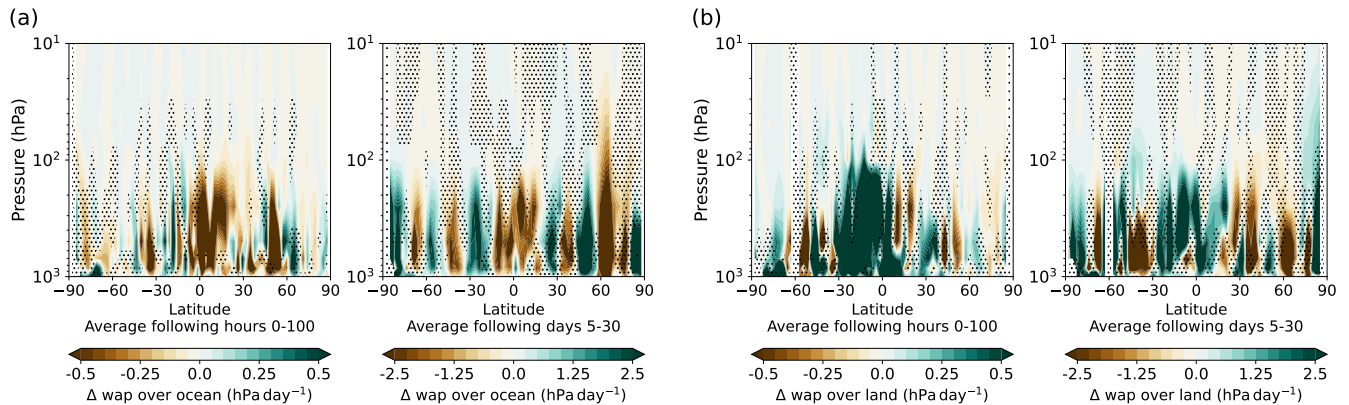 (a)
(b)
10¹ 10¹ 10¹ 10¹
10² 10² 10² 10²
10³ 10³ 10³ 10³
Pressure (hPa) Pressure (hPa)
−90 −60 −30 0 30 60 90 −90 −60 −30 0 30 60 90 −90 −60 −30 0 30 60 90 −90 −60 −30 0 30 60 90
Latitude Latitude Latitude Latitude
Average following hours 0-100 Average following days 5-30 Average following hours 0-100 Average following days 5-30
-0.5 -0.25 0.0 0.25 0.5 -2.5 -1.25 0.0 1.25 2.5 -0.5 -0.25 0.0 0.25 0.5 -2.5 -1.25 0.0 1.25 2.5
Δ wap over ocean (hPa day⁻¹) Δ wap over ocean (hPa day⁻¹) Δ wap over land (hPa day⁻¹) Δ wap over land (hPa day⁻¹)